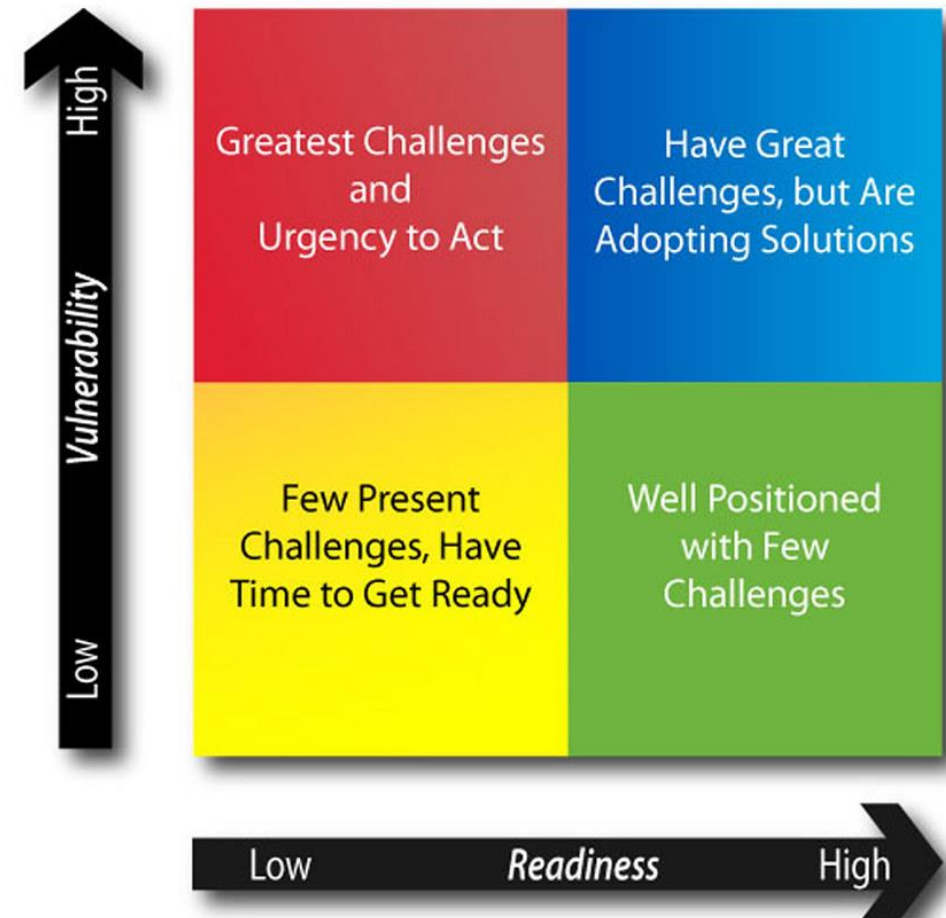 High
Vulnerability
Low
Greatest Challenges
and
Urgency to Act
Have Great
Challenges, but Are
Adopting Solutions
Few Present
Challenges, Have
Time to Get Ready
Well Positioned
with Few
Challenges
Low Readiness High